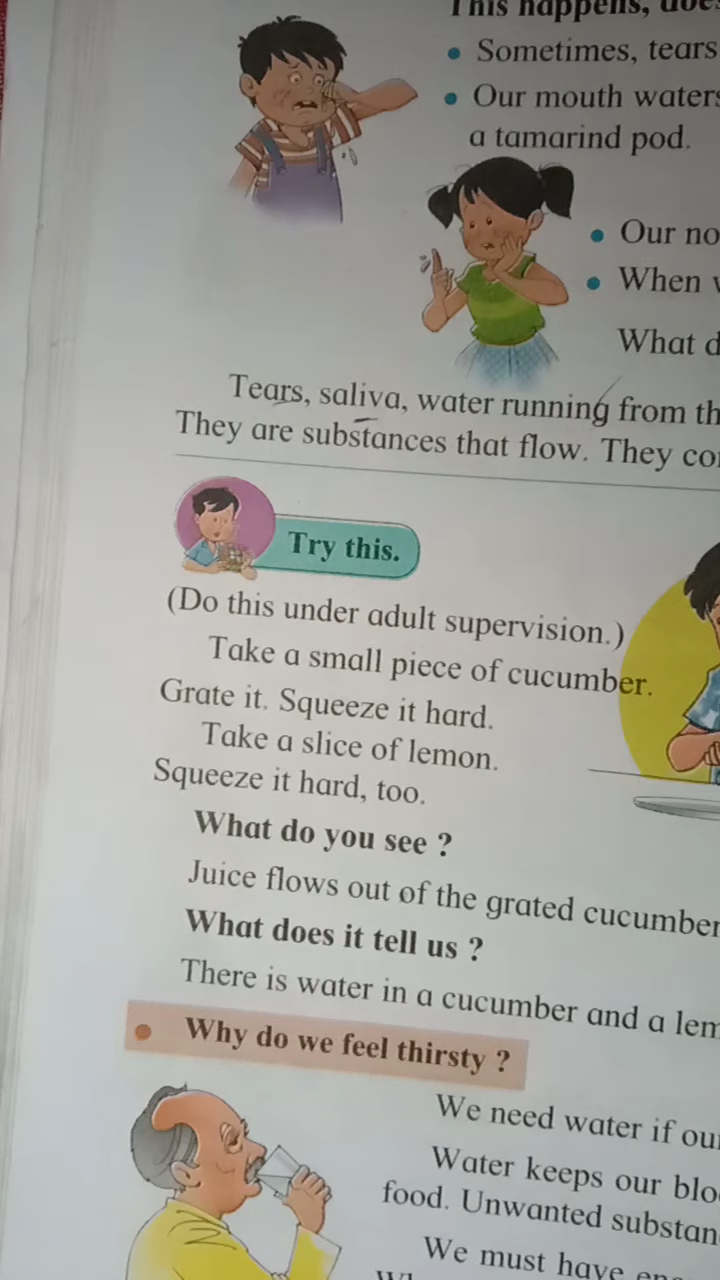 This happens, does
• Sometimes, tears
• Our mouth waters
a tamarind pod.
• Our no
• When
What d
Tears, saliva, water running from th
They are substances that flow. They co
Try this.
(Do this under adult supervision.)
Take a small piece of cucumber.
Grate it. Squeeze it hard.
Take a slice of lemon.
Squeeze it hard, too.
What do you see ?
Juice flows out of the grated cucumber
What does it tell us ?
There is water in a cucumber and a lem
• Why do we feel thirsty ?
We need water if ou
Water keeps our blo
food. Unwanted substan
We must have